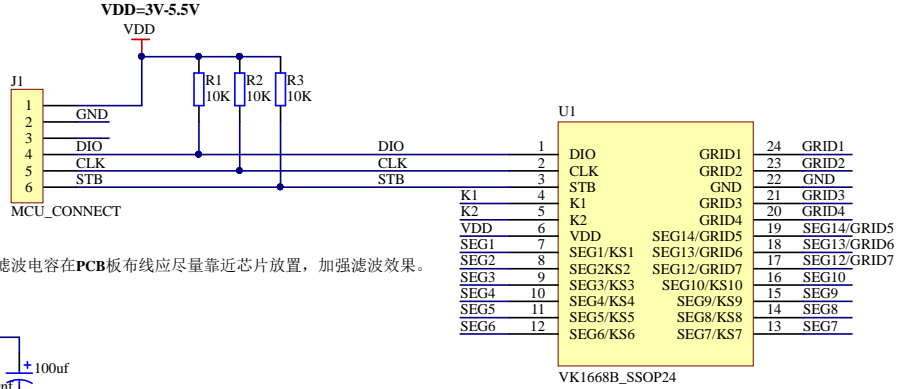 VDD=3V-5.5V
VDD
J1
R1
R2
R3
10K
10K
10K
1
2
3
4
5
6
GND
DIO
CLK
STB
MCU_CONNECT
DIO
CLK
STB
U1
K1
K2
VDD
SEG1
SEG2
SEG3
SEG4
SEG5
SEG6
1
2
3
4
5
6
7
8
9
10
11
12
DIO
CLK
STB
K1
K2
VDD
SEG1/KS1
SEG2KS2
SEG3/KS3
SEG4/KS4
SEG5/KS5
SEG6/KS6
GRID1
GRID2
GND
GRID3
GRID4
SEG14/GRID5
SEG13/GRID6
SEG12/GRID7
SEG10/KS10
SEG9/KS9
SEG8/KS8
SEG7/KS7
24
23
22
21
20
19
18
17
16
15
14
13
GRID1
GRID2
GND
GRID3
GRID4
SEG14/GRID5
SEG13/GRID6
SEG12/GRID7
SEG10
SEG9
SEG8
SEG7
VK1668B_SSOP24
滤波电容在PCB板布线应尽量靠近芯片放置，加强滤波效果。
+
100uf